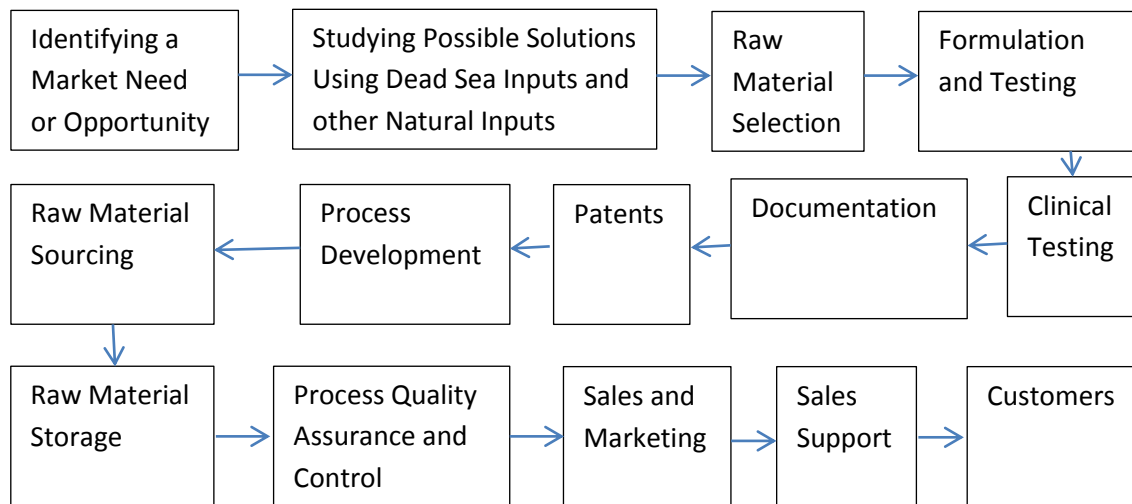 Identifying a
Market Need
or Opportunity
Studying Possible Solutions
Using Dead Sea Inputs and
other Natural Inputs
Raw
Material
Selection
Formulation
and Testing
Raw Material
Sourcing
Process
Development
Patents
Documentation
Clinical
Testing
Raw Material
Storage
Process Quality
Assurance and
Control
Sales and
Marketing
Sales
Support
Customers